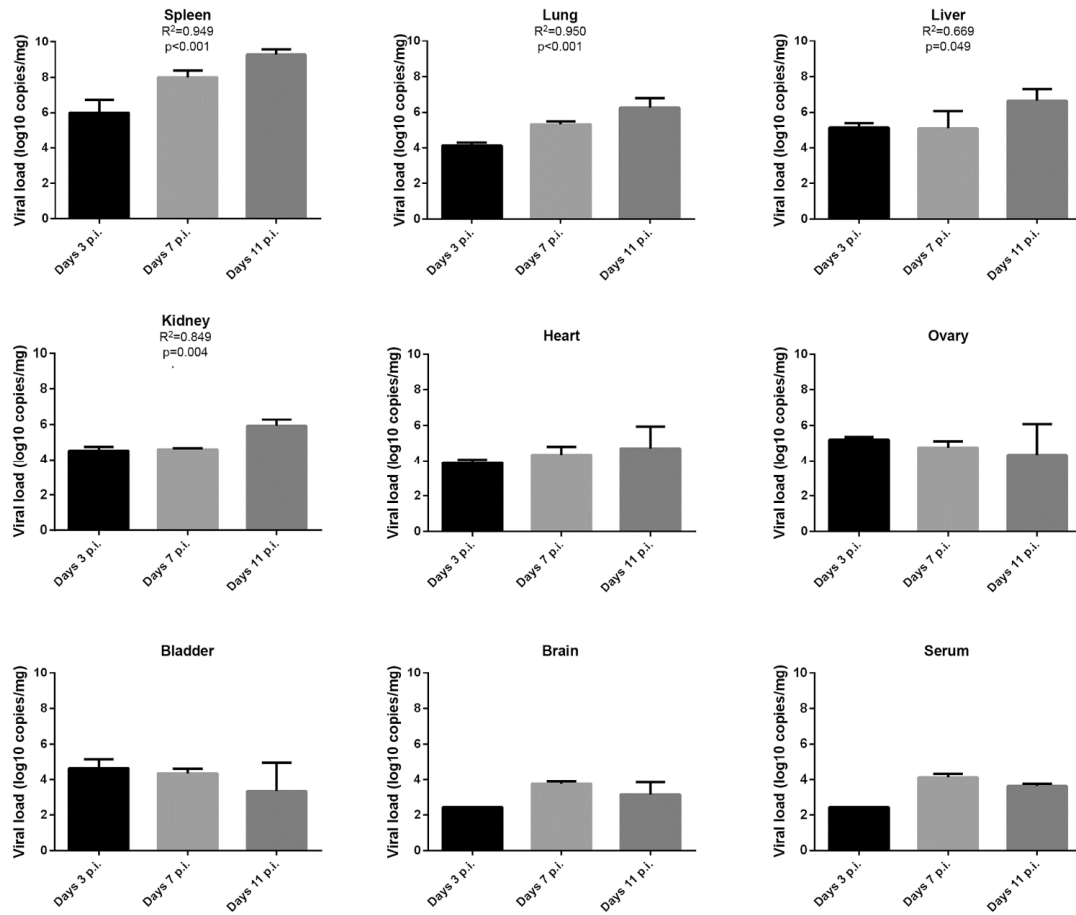 Spleen
R²=0.949
p<0.001
Viral load (log10 copies/mg)
10
8
6
4
2
0
Days 3 p.i.
Days 7 p.i.
Days 11 p.i.
Lung
R²=0.950
p<0.001
Viral load (log10 copies/mg)
10
8
6
4
2
0
Days 3 p.i.
Days 7 p.i.
Days 11 p.i.
Liver
R²=0.669
p=0.049
Viral load (log10 copies/mg)
10
8
6
4
2
0
Days 3 p.i.
Days 7 p.i.
Days 11 p.i.
Kidney
R²=0.849
p=0.004
Viral load (log10 copies/mg)
10
8
6
4
2
0
Days 3 p.i.
Days 7 p.i.
Days 11 p.i.
Heart
Viral load (log10 copies/mg)
10
8
6
4
2
0
Days 3 p.i.
Days 7 p.i.
Days 11 p.i.
Ovary
Viral load (log10 copies/mg)
10
8
6
4
2
0
Days 3 p.i.
Days 7 p.i.
Days 11 p.i.
Bladder
Viral load (log10 copies/mg)
10
8
6
4
2
0
Days 3 p.i.
Days 7 p.i.
Days 11 p.i.
Brain
Viral load (log10 copies/mg)
10
8
6
4
2
0
Days 3 p.i.
Days 7 p.i.
Days 11 p.i.
Serum
Viral load (log10 copies/mg)
10
8
6
4
2
0
Days 3 p.i.
Days 7 p.i.
Days 11 p.i.